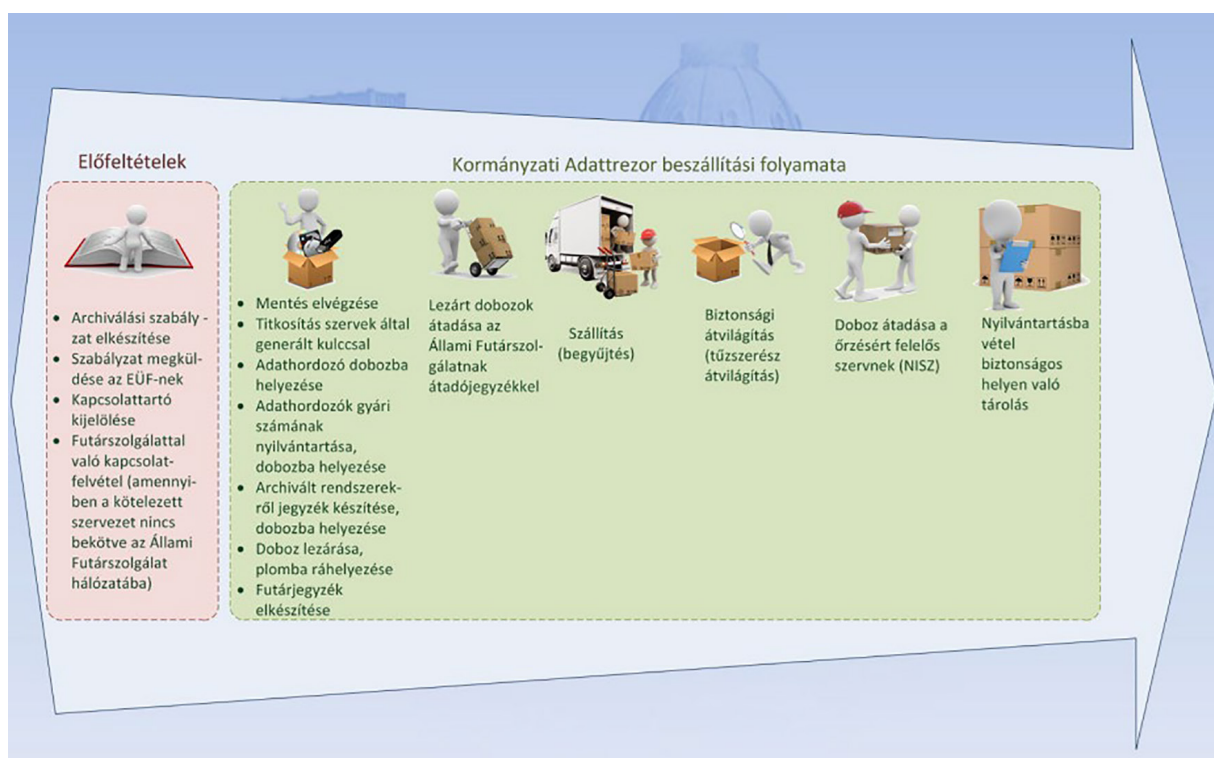 Előfeltételek
Archiválási szabály -
zat elkészítése
Szabályzat megkül-
dése az EÜF-nek
Kapcsolattartó
kijelölése
Futárszolgálattal
való kapcsolat-
felvétel (amennyi-
ben a kötelezett
szervezet nincs
bekötve az Állami
Futárszolgálat
hálózatába)
Kormányzati Adattrezor beszállítási folyamata
Mentés elvégzése
Titkosítás szervek által
generált kulccsal
Adathordozó dobozba
helyezése
Adathordozók gyári
számának
nyilvántartása,
dobozba helyezése
Archivált rendszerek-
ről jegyzék készítése,
dobozba helyezése
Doboz lezárása,
plomba ráhelyezése
Futárjegyzék
elkészítése
Lezárt dobozok
átadása az
Állami Futárszol-
gálatnak
átadójegyzékkel
Szállítás
(begyűjtés)
Biztonsági
átvilágítás
(tűzszerész
átvilágítás)
Doboz átadása a
őrzésért felelős
szervnek (NISZ)
Nyilvántartásba
vétel
biztonságos
helyen való
tárolás